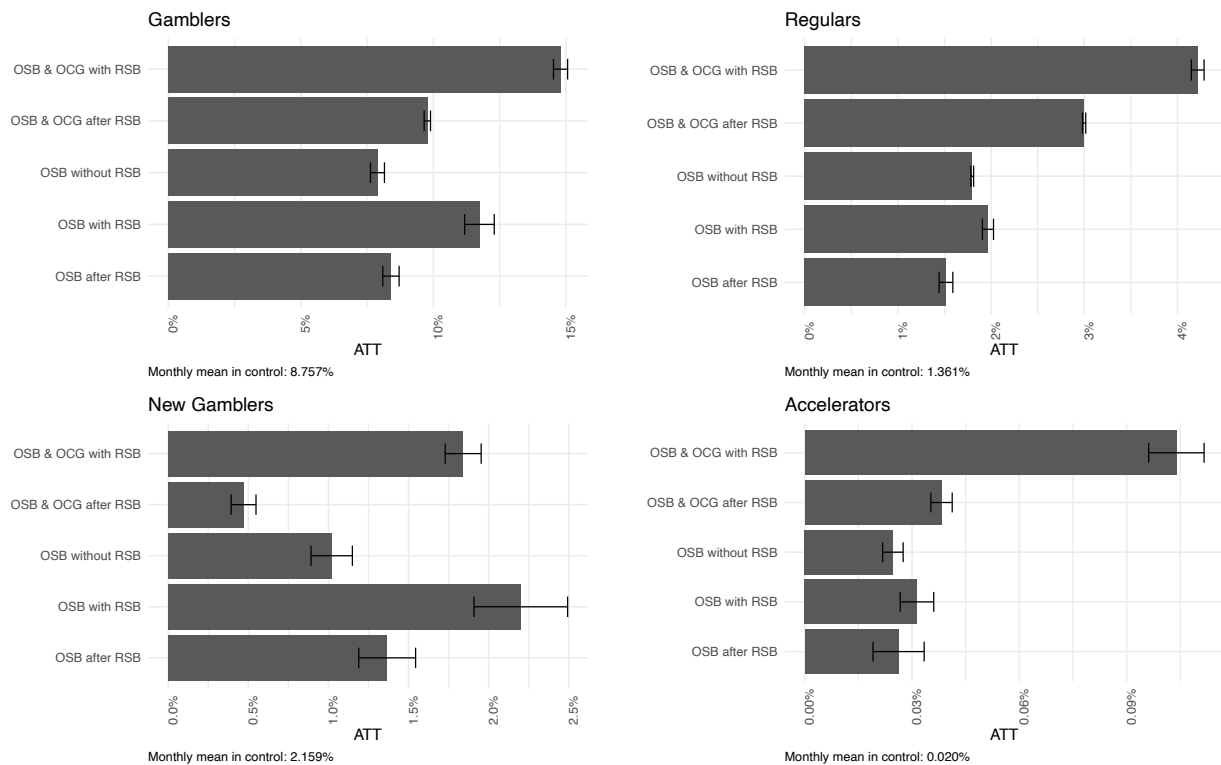 Gamblers
OSB & OCG with RSB
OSB & OCG after RSB
OSB without RSB
OSB with RSB
OSB after RSB
0%
5%
10%
15%
ATT
Monthly mean in control: 8.757%
Regulars
OSB & OCG with RSB
OSB & OCG after RSB
OSB without RSB
OSB with RSB
OSB after RSB
0%
1%
2%
3%
4%
ATT
Monthly mean in control: 1.361%
New Gamblers
OSB & OCG with RSB
OSB & OCG after RSB
OSB without RSB
OSB with RSB
OSB after RSB
0.0%
0.5%
1.0%
1.5%
2.0%
2.5%
ATT
Monthly mean in control: 2.159%
Accelerators
OSB & OCG with RSB
OSB & OCG after RSB
OSB without RSB
OSB with RSB
OSB after RSB
0.00%
0.03%
0.06%
0.09%
ATT
Monthly mean in control: 0.020%